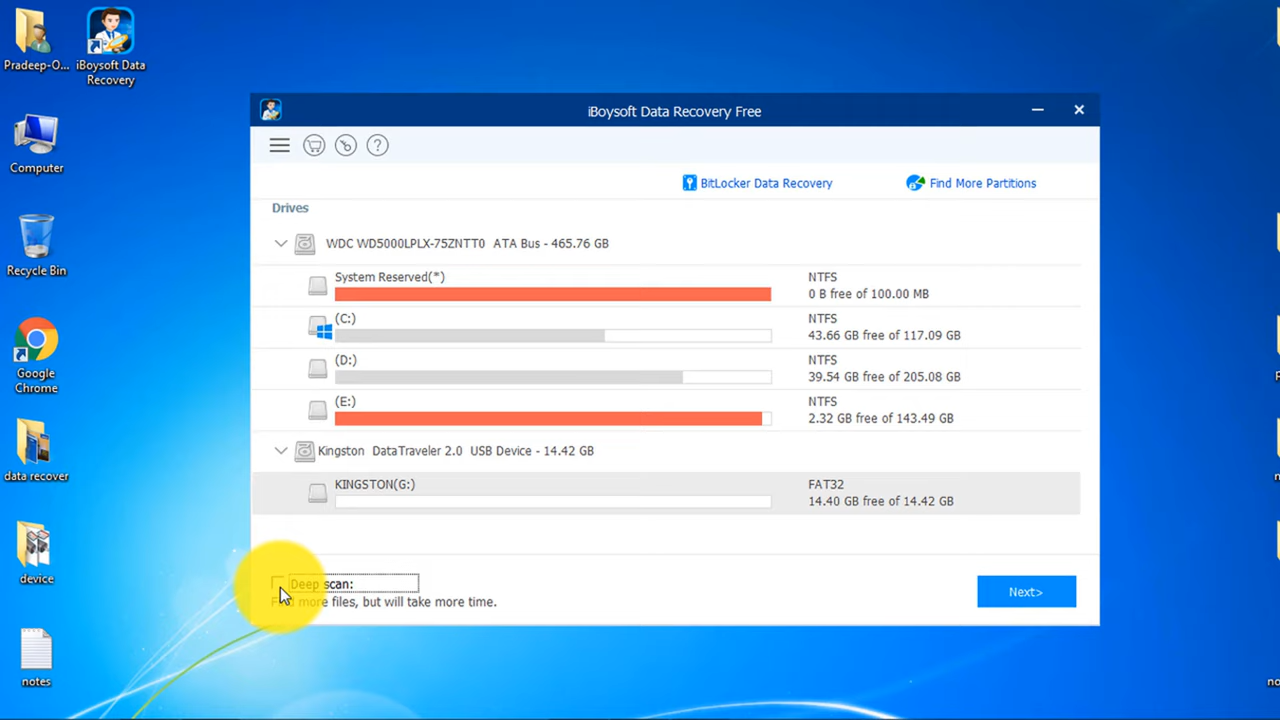 Pradeep-O...
iBoysoft Data
Recovery
Computer
Recycle Bin
Google
Chrome
data recover
device
notes
iBoysoft Data Recovery Free
?
BitLocker Data Recovery
Find More Partitions
Drives
WDC WD5000LPLX-75ZNTT0 ATA Bus - 465.76 GB
System Reserved(*)
NTFS
0 B free of 100.00 MB
(C:)
NTFS
43.66 GB free of 117.09 GB
(D:)
NTFS
39.54 GB free of 205.08 GB
(E:)
NTFS
2.32 GB free of 143.49 GB
Kingston DataTraveler 2.0 USB Device - 14.42 GB
KINGSTON(G:)
FAT32
14.40 GB free of 14.42 GB
Deep scan:
Find more files, but will take more time.
Next>